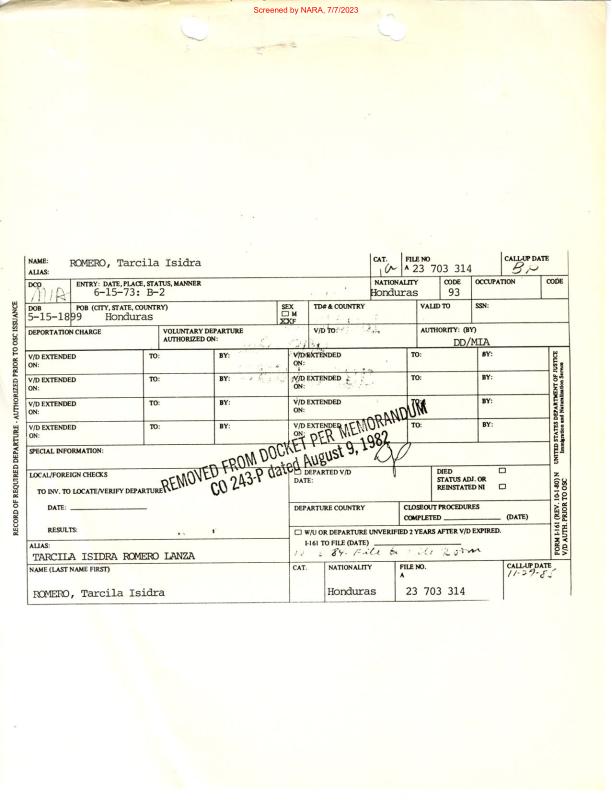 Screened by NARA, 7/7/2023
NAME: ROMERO, Tarcila Isidra
ALIAS:
CAT.
FILE NO
A 23 703 314
CALL-UP DATE
DCO
MIA
ENTRY: DATE, PLACE, STATUS, MANNER
6-15-73: B-2
NATIONALITY
Honduras
CODE
93
OCCUPATION
CODE
DOB
5-15-1899
POB (CITY, STATE, COUNTRY)
Honduras
SEX
M
XXF
TD# & COUNTRY
VALID TO
SSN:
DEPORTATION CHARGE
VOLUNTARY DEPARTURE
AUTHORIZED ON:
V/D TO:
AUTHORITY: (BY)
DD/MIA
V/D EXTENDED
ON:
TO:
BY:
V/D EXTENDED
ON:
TO:
BY:
V/D EXTENDED
ON:
TO:
BY:
V/D EXTENDED
ON:
TO:
BY:
V/D EXTENDED
ON:
TO:
BY:
V/D EXTENDED
ON:
TO:
BY:
V/D EXTENDED
ON:
TO:
BY:
V/D EXTENDED
ON:
TO:
BY:
SPECIAL INFORMATION:
REMOVED FROM DOCKET PER MEMORANDUM
CO 243-P dated August 9, 1982
LOCAL/FOREIGN CHECKS
TO INV. TO LOCATE/VERIFY DEPARTURE
DATE:
RESULTS:
DEPARTED V/D
DATE:
DIED
STATUS ADJ. OR
REINSTATED NI
DEPARTURE COUNTRY
CLOSEOUT PROCEDURES
COMPLETED (DATE)
W/U OR DEPARTURE UNVERIFIED 2 YEARS AFTER V/D EXPIRED.
I-161 TO FILE (DATE)
84. File to File Room
ALIAS:
TARCILA ISIDRA ROMERO LANZA
NAME (LAST NAME FIRST)
ROMERO, Tarcila Isidra
CAT.
NATIONALITY
Honduras
FILE NO.
A
23 703 314
CALL-UP DATE
11-29-85
RECORD OF REQUIRED DEPARTURE - AUTHORIZED PRIOR TO OSC ISSUANCE
FORM I-161 (REV. 10-1-80) N UNITED STATES DEPARTMENT OF JUSTICE
V/D AUTH. PRIOR TO OSC Immigration and Naturalization Service